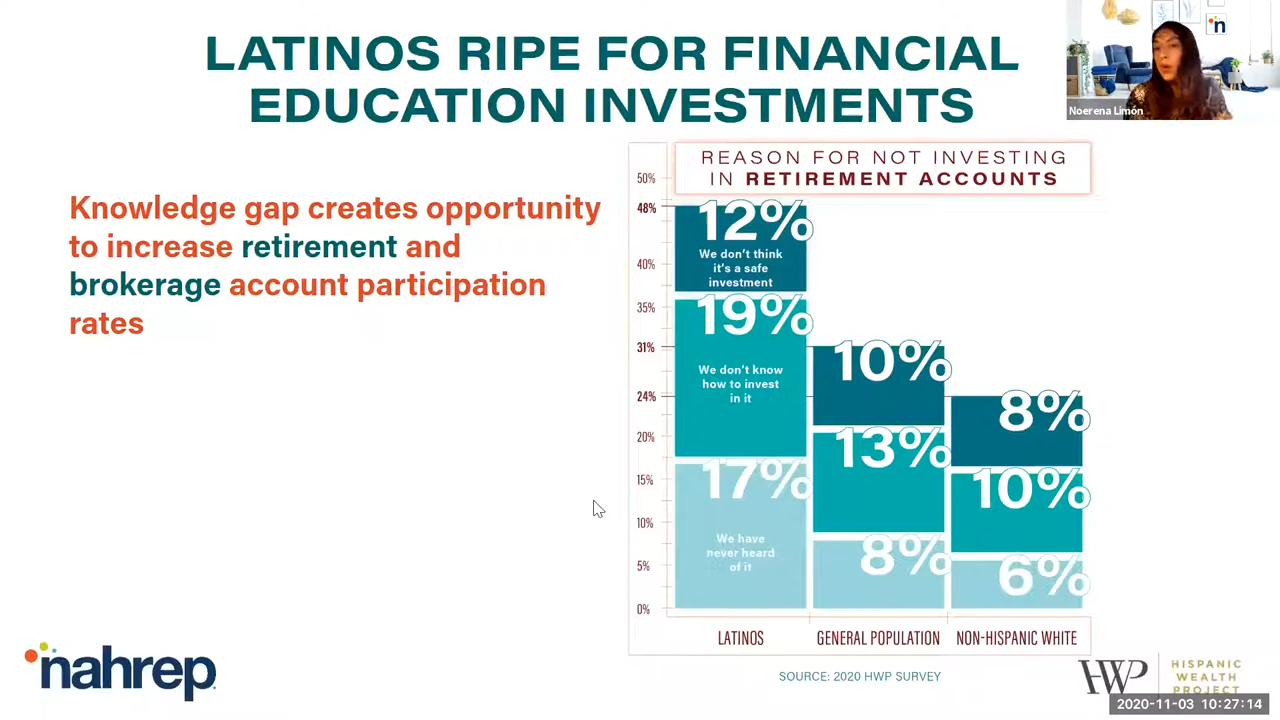 LATINOS RIPE FOR FINANCIAL
EDUCATION INVESTMENTS
n
Noerena Limón
Knowledge gap creates opportunity
to increase retirement and
brokerage account participation
rates
REASON FOR NOT INVESTING
IN RETIREMENT ACCOUNTS
50%
48%
40%
35%
31%
24%
20%
15%
10%
5%
0%
12%
We don't think
it's a safe
investment
19%
We don't know
how to invest
in it
17%
We have
never heard
of it
10%
13%
8%
8%
10%
6%
LATINOS
GENERAL POPULATION
NON-HISPANIC WHITE
SOURCE: 2020 HWP SURVEY
nahrep.
HWP
HISPANIC
WEALTH
PROJECT
2020-11-03 10:27:14